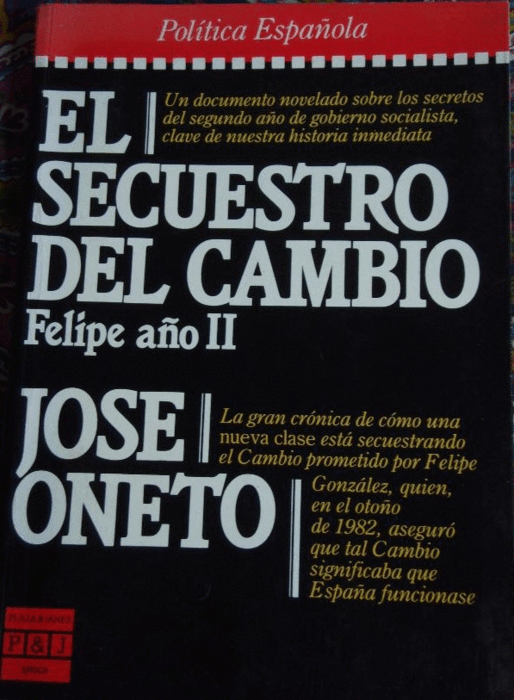 Política Española
EL
Un documento novelado sobre los secretos
del segundo año de gobierno socialista,
clave de nuestra historia inmediata
SECUESTRO
DEL CAMBIO
Felipe año II
JOSE
ONETO
La gran crónica de cómo una
nueva clase está secuestrando
el Cambio prometido por Felipe
González, quien,
en el otoño
de 1982, aseguró
que tal Cambio
significaba que
España funcionase
PLAZA & JANES
P & J